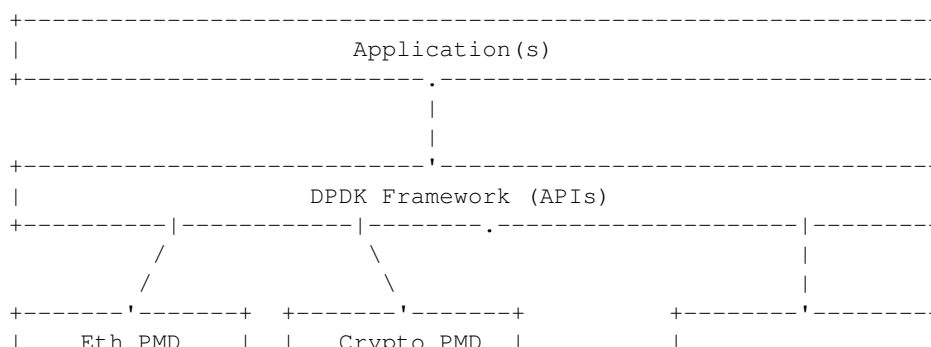 Application(s)
DPDK Framework (APIs)
Eth PMD Crypto PMD